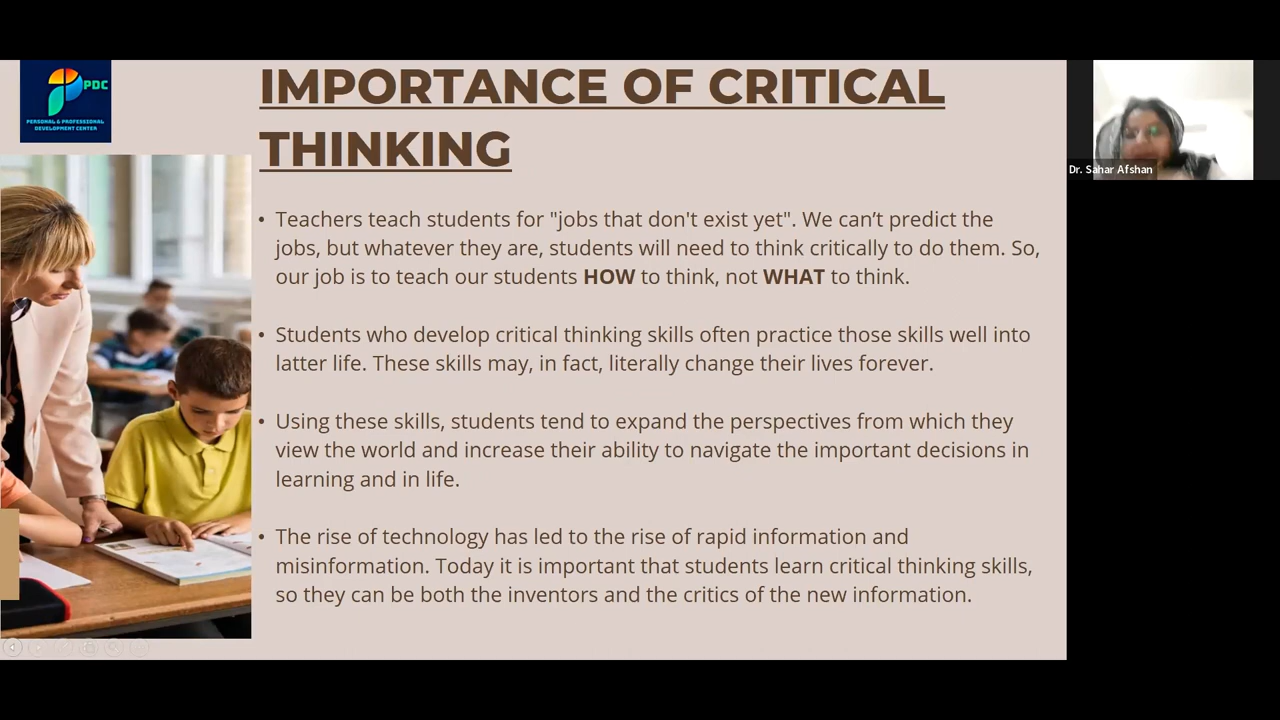 PDC
PERSONAL & PROFESSIONAL
DEVELOPMENT CENTER
IMPORTANCE OF CRITICAL
THINKING
• Teachers teach students for "jobs that don't exist yet". We can’t predict the
jobs, but whatever they are, students will need to think critically to do them. So,
our job is to teach our students HOW to think, not WHAT to think.
• Students who develop critical thinking skills often practice those skills well into
latter life. These skills may, in fact, literally change their lives forever.
• Using these skills, students tend to expand the perspectives from which they
view the world and increase their ability to navigate the important decisions in
learning and in life.
• The rise of technology has led to the rise of rapid information and
misinformation. Today it is important that students learn critical thinking skills,
so they can be both the inventors and the critics of the new information.
Dr. Sahar Afshan